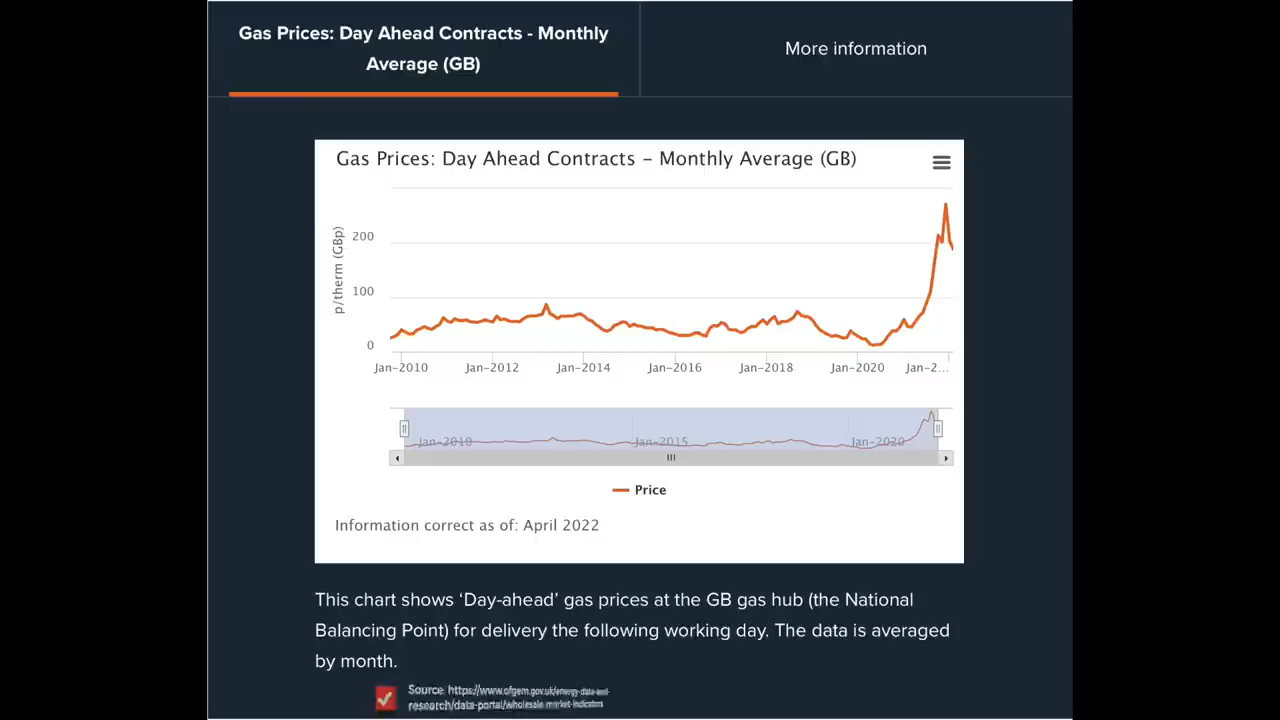 Gas Prices: Day Ahead Contracts - Monthly
Average (GB)
More information
Gas Prices: Day Ahead Contracts – Monthly Average (GB)
p/therm (GBp)
200
100
0
Jan-2010
Jan-2012
Jan-2014
Jan-2016
Jan-2018
Jan-2020
Jan-2...
Jan-2010
Jan-2015
Jan-2020
Price
Information correct as of: April 2022
This chart shows ‘Day-ahead’ gas prices at the GB gas hub (the National
Balancing Point) for delivery the following working day. The data is averaged
by month.
Source: https://www.ofgem.gov.uk/energy-data-and-
research/data-portal/wholesale-market-indicators